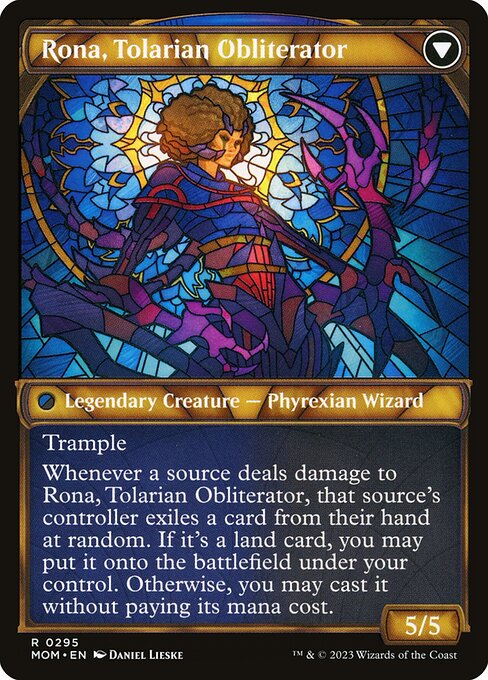 Rona, Tolarian Obliterator
Legendary Creature — Phyrexian Wizard
Trample
Whenever a source deals damage to
Rona, Tolarian Obliterator, that source's
controller exiles a card from their hand
at random. If it's a land card, you may
put it onto the battlefield under your
control. Otherwise, you may cast it
without paying its mana cost.
5/5
R 0295
MOM • EN DANIEL LIESKE
™ & © 2023 Wizards of the Coast